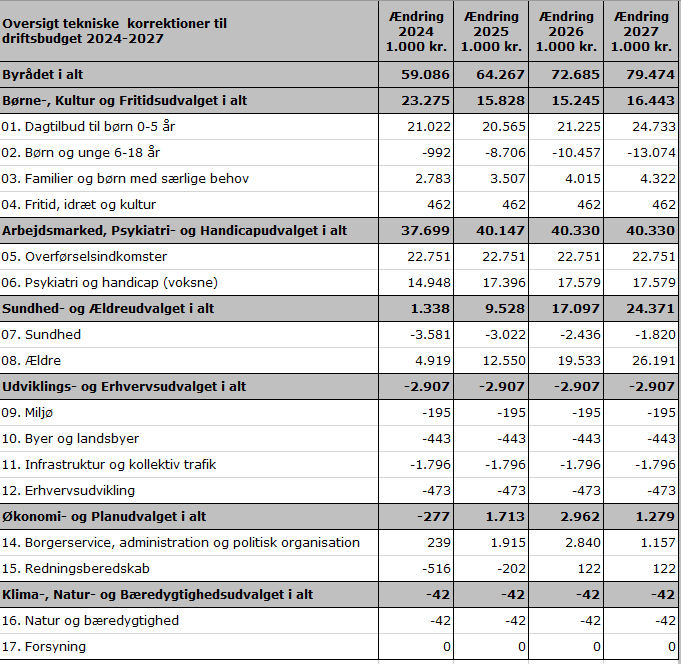 Oversigt tekniske korrektioner til driftsbudget 2024-2027 Ændring 2024 1.000 kr. Ændring 2025 1.000 kr. Ændring 2026 1.000 kr. Ændring 2027 1.000 kr.
Byrådet i alt 59.086 64.267 72.685 79.474
Børne-, Kultur og Fritidsudvalget i alt 23.275 15.828 15.245 16.443
01. Dagtilbud til børn 0-5 år 21.022 20.565 21.225 24.733
02. Børn og unge 6-18 år -992 -8.706 -10.457 -13.074
03. Familier og børn med særlige behov 2.783 3.507 4.015 4.322
04. Fritid, idræt og kultur 462 462 462 462
Arbejdsmarked, Psykiatri- og Handicapudvalget i alt 37.699 40.147 40.330 40.330
05. Overførselsindkomster 22.751 22.751 22.751 22.751
06. Psykiatri og handicap (voksne) 14.948 17.396 17.579 17.579
Sundhed- og Ældreudvalget i alt 1.338 9.528 17.097 24.371
07. Sundhed -3.581 -3.022 -2.436 -1.820
08. Ældre 4.919 12.550 19.533 26.191
Udviklings- og Erhvervsudvalget i alt -2.907 -2.907 -2.907 -2.907
09. Miljø -195 -195 -195 -195
10. Byer og landsbyer -443 -443 -443 -443
11. Infrastruktur og kollektiv trafik -1.796 -1.796 -1.796 -1.796
12. Erhvervsudvikling -473 -473 -473 -473
Økonomi- og Planudvalget i alt -277 1.713 2.962 1.279
14. Borgerservice, administration og politisk organisation 239 1.915 2.840 1.157
15. Redningsberedskab -516 -202 122 122
Klima-, Natur- og Bæredygtighedsudvalget i alt -42 -42 -42 -42
16. Natur og bæredygtighed -42 -42 -42 -42
17. Forsyning 0 0 0 0